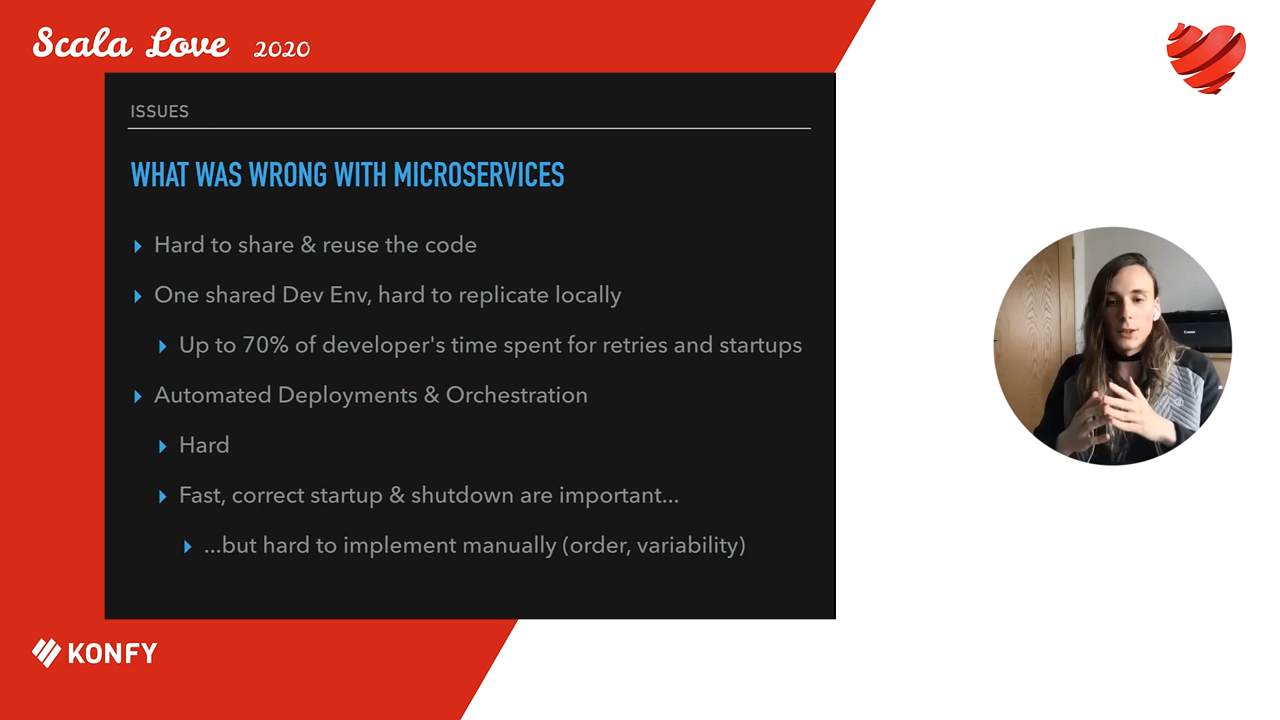 Scala Love 2020
ISSUES
WHAT WAS WRONG WITH MICROSERVICES
Hard to share & reuse the code
One shared Dev Env, hard to replicate locally
Up to 70% of developer's time spent for retries and startups
Automated Deployments & Orchestration
Hard
Fast, correct startup & shutdown are important...
...but hard to implement manually (order, variability)
KONFY